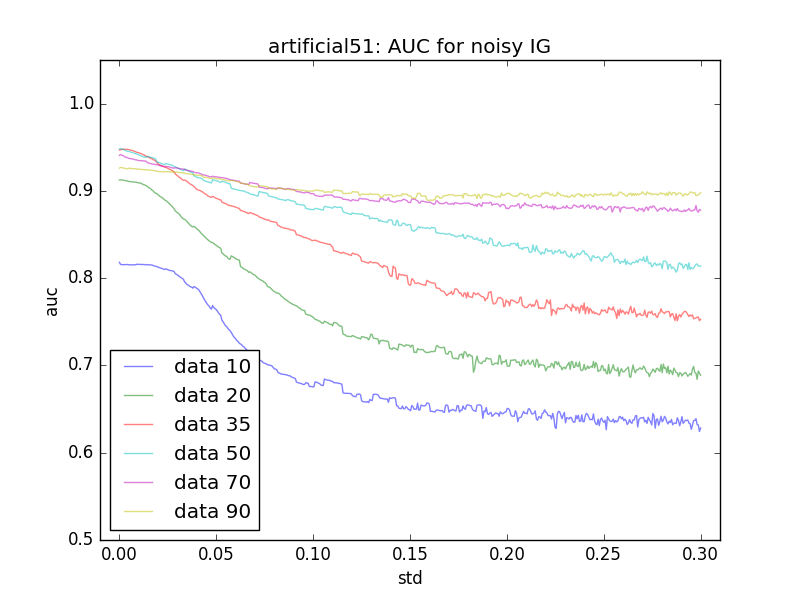 artificial51: AUC for noisy IG
1.0
0.9
0.8
0.7
0.6
0.5
auc
data 10
data 20
data 35
data 50
data 70
data 90
0.00 0.05 0.10 0.15 0.20 0.25 0.30
std